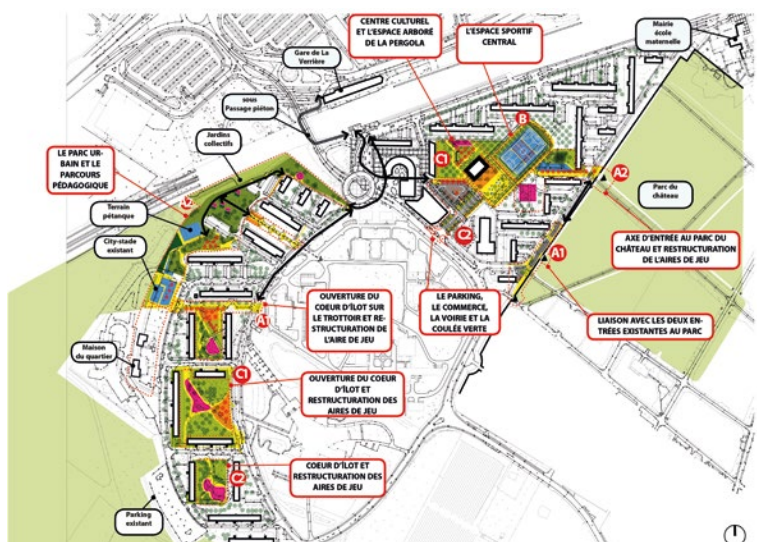 CENTRE CULTUREL
ET L'ESPACE ARBORÉ
DE LA PERGOLA
L'ESPACE SPORTIF
CENTRAL
Mairie
école
maternelle
Gare de La
Verrière
sous
Passage piéton
Jardins
collectifs
LE PARC UR-
BAIN ET LE
PARCOURS
PÉDAGOGIQUE
Terrain
pétanque
City-stade
existant
B
C1
A2
Parc du
château
C2
A1
AXE D'ENTRÉE AU PARC DU
CHÂTEAU ET RESTRUCTURATION
DE L'AIRES DE JEU
LIAISON AVEC LES DEUX EN-
TRÉES EXISTANTES AU PARC
LE PARKING,
LE COMMERCE,
LA VOIRIE ET LA
COULÉE VERTE
OUVERTURE DU
COEUR D'ÎLOT SUR
LE TROTTOIR ET RE-
STRUCTURATION DE
L'AIRE DE JEU
A1
Maison
du quartier
C1
OUVERTURE DU COEUR
D'ÎLOT ET
RESTRUCTURATION DES
AIRES DE JEU
C2
COEUR D'ÎLOT ET
RESTRUCTURATION DES
AIRES DE JEU
Parking
existant